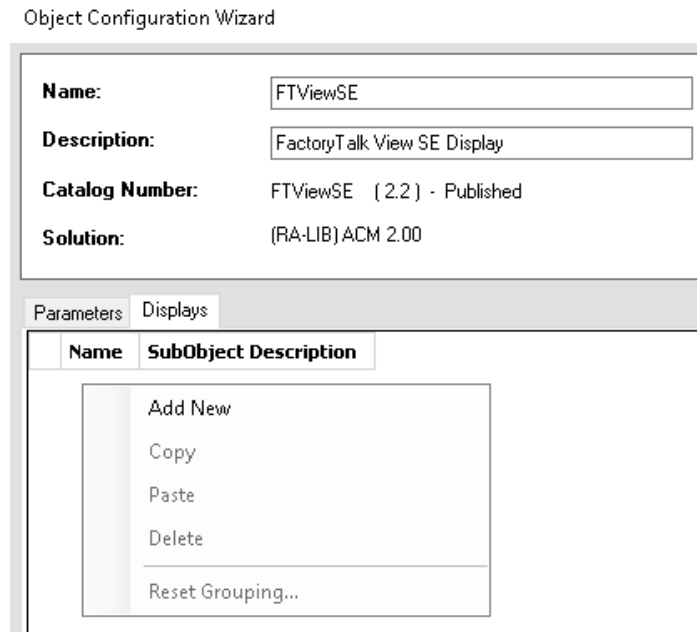 Object Configuration Wizard
Name: FTViewSE
Description: FactoryTalk View SE Display
Catalog Number: FTViewSE ( 2.2 ) - Published
Solution: (RA-LIB) ACM 2.00
Parameters Displays
Name SubObject Description
Add New
Copy
Paste
Delete
Reset Grouping...